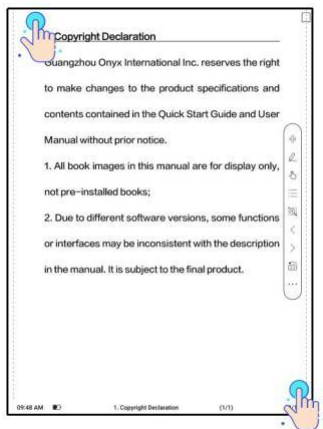 Copyright Declaration
Guangzhou Onyx International Inc. reserves the right
to make changes to the product specifications and
contents contained in the Quick Start Guide and User
Manual without prior notice.
1. All book images in this manual are for display only,
not pre-installed books;
2. Due to different software versions, some functions
or interfaces may be inconsistent with the description
in the manual. It is subject to the final product.
09:48 AM 1. Copyright Declaration (1/1)